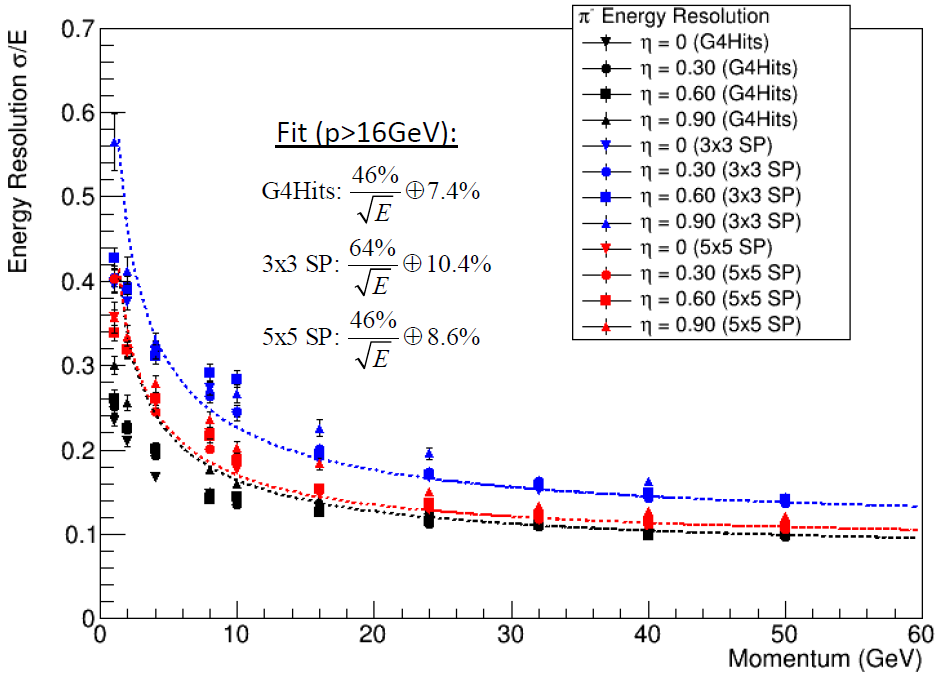 Energy Resolution σ/E
0.7
0.6
0.5
0.4
0.3
0.2
0.1
0
π⁻ Energy Resolution
η = 0 (G4Hits)
η = 0.30 (G4Hits)
η = 0.60 (G4Hits)
η = 0.90 (G4Hits)
η = 0 (3x3 SP)
η = 0.30 (3x3 SP)
η = 0.60 (3x3 SP)
η = 0.90 (3x3 SP)
η = 0 (5x5 SP)
η = 0.30 (5x5 SP)
η = 0.60 (5x5 SP)
η = 0.90 (5x5 SP)
Fit (p>16GeV):
G4Hits: 46%/√E ⊕ 7.4%
3x3 SP: 64%/√E ⊕ 10.4%
5x5 SP: 46%/√E ⊕ 8.6%
0 10 20 30 40 50 60
Momentum (GeV)